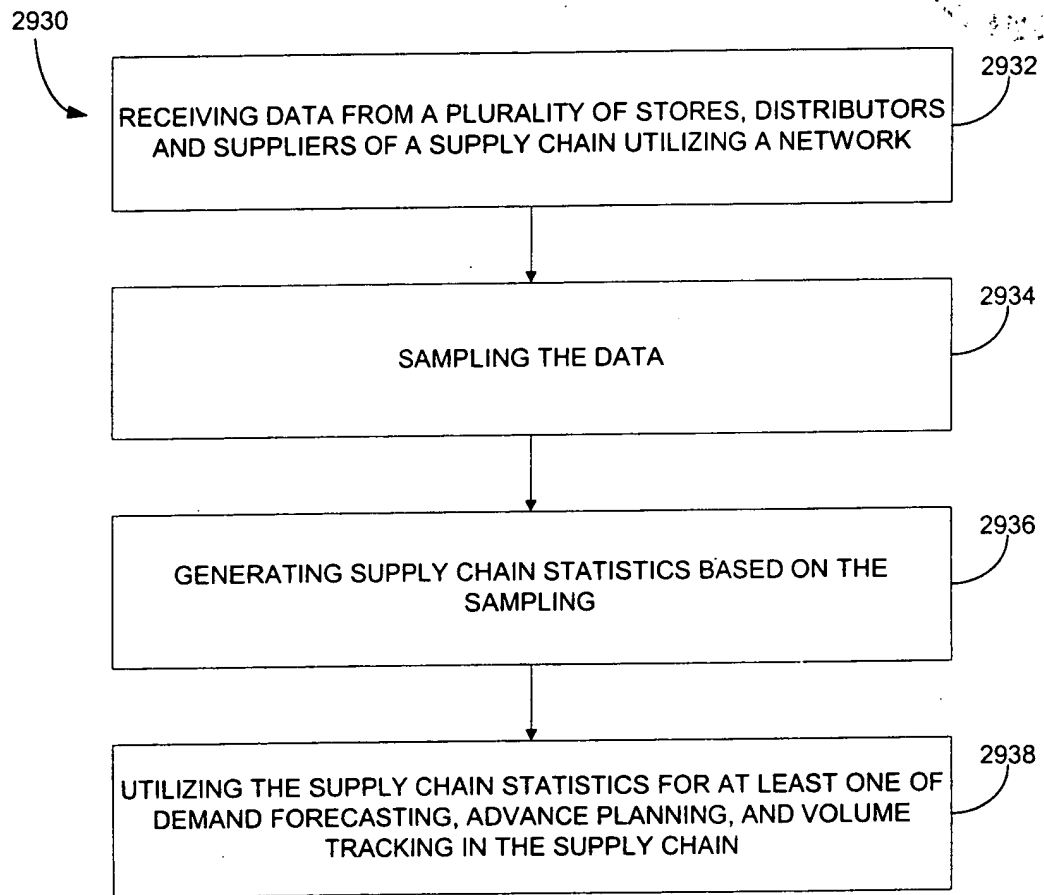 2930
2932
RECEIVING DATA FROM A PLURALITY OF STORES, DISTRIBUTORS
AND SUPPLIERS OF A SUPPLY CHAIN UTILIZING A NETWORK
2934
SAMPLING THE DATA
2936
GENERATING SUPPLY CHAIN STATISTICS BASED ON THE
SAMPLING
2938
UTILIZING THE SUPPLY CHAIN STATISTICS FOR AT LEAST ONE OF
DEMAND FORECASTING, ADVANCE PLANNING, AND VOLUME
TRACKING IN THE SUPPLY CHAIN